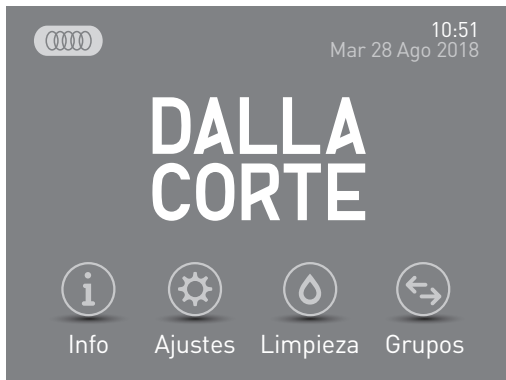 10:51
Mar 28 Ago 2018
DALLA
CORTE
Info Ajustes Limpieza Grupos